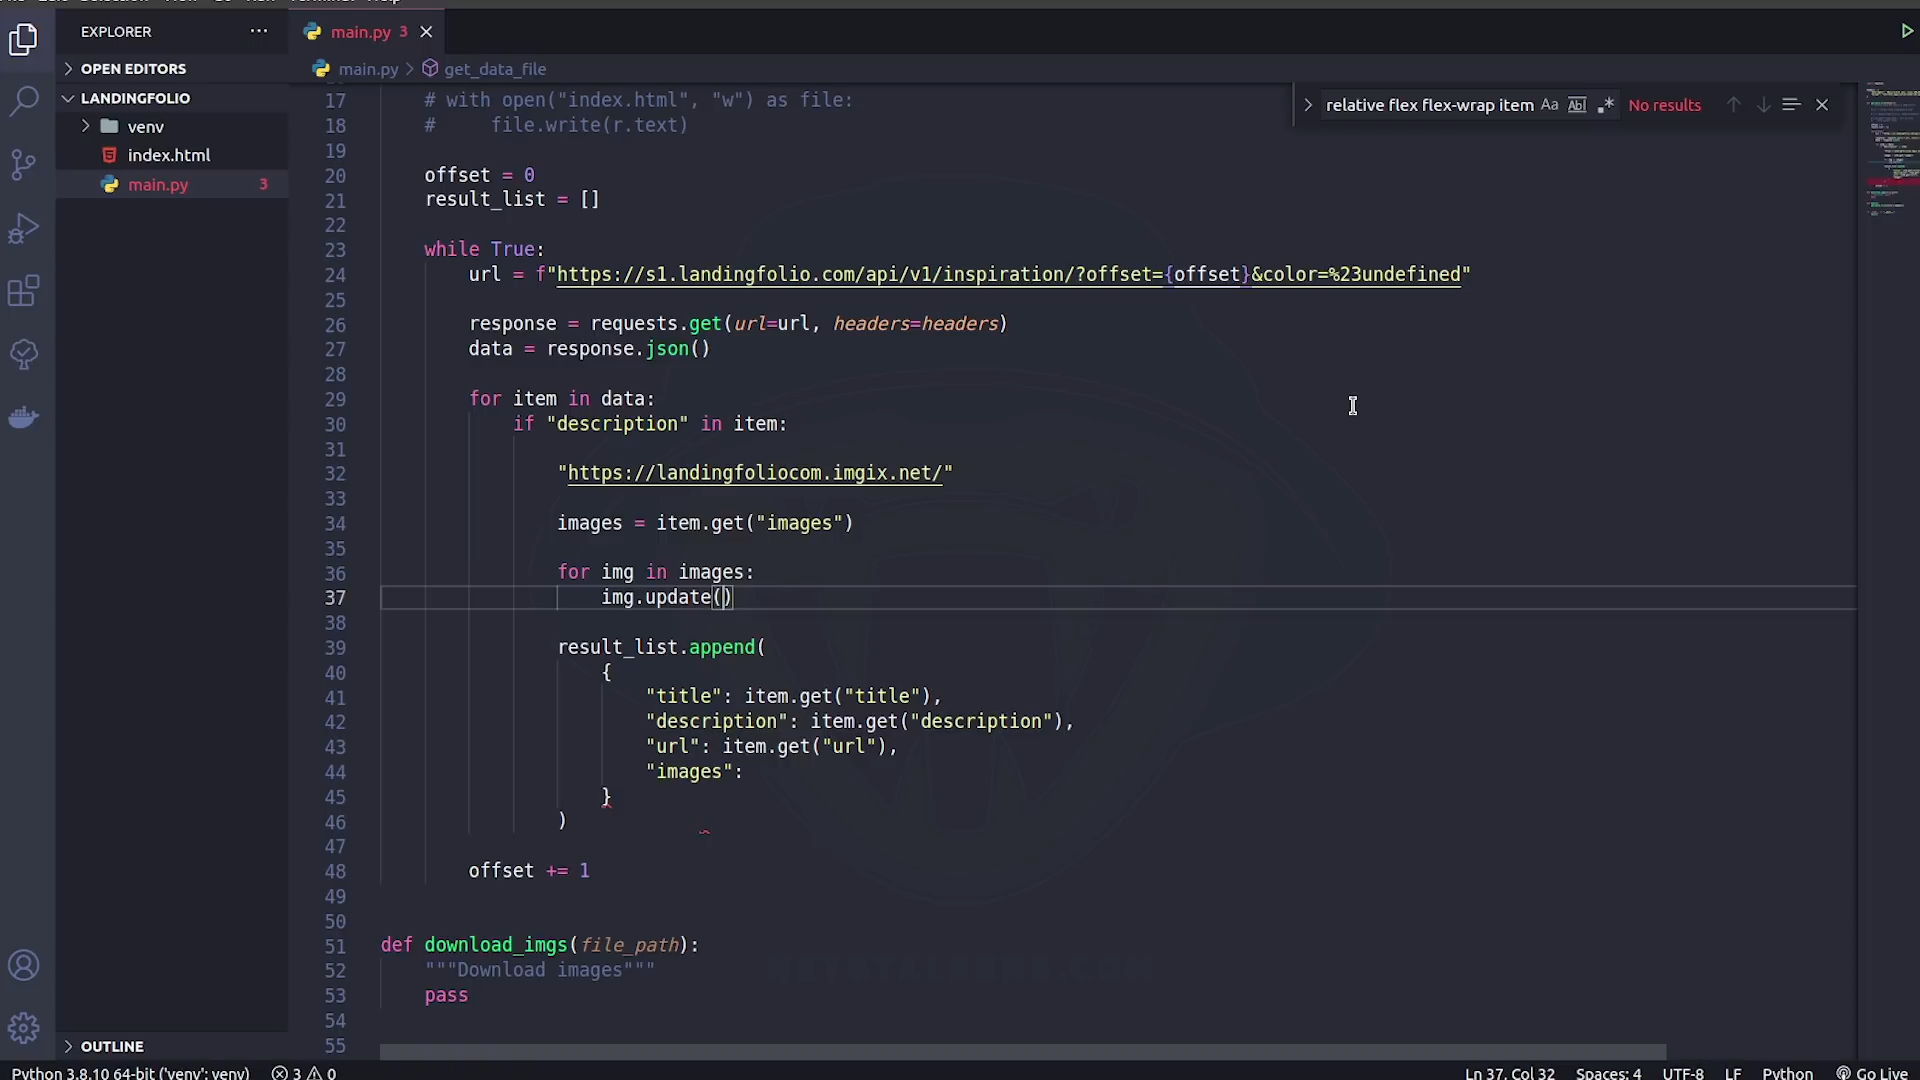 EXPLORER
main.py 3
OPEN EDITORS
main.py > get_data_file
LANDINGFOLIO
venv
index.html
main.py 3
relative flex flex-wrap item Aa Abl .* No results
17 # with open("index.html", "w") as file:
18 #     file.write(r.text)
19
20 offset = 0
21 result_list = []
22
23 while True:
24 url = f"https://s1.landingfolio.com/api/v1/inspiration/?offset={offset}&color=%23undefined"
25
26 response = requests.get(url=url, headers=headers)
27 data = response.json()
28
29 for item in data:
30 if "description" in item:
31
32 "https://landingfoliocom.imgix.net/"
33
34 images = item.get("images")
35
36 for img in images:
37 img.update()
38
39 result_list.append(
40 {
41 "title": item.get("title"),
42 "description": item.get("description"),
43 "url": item.get("url"),
44 "images":
45 }
46 )
47
48 offset += 1
49
50
51 def download_imgs(file_path):
52 """Download images"""
53 pass
54
55
OUTLINE
Python 3.8.10 64-bit ('venv': venv) 3 0 Ln 37, Col 32 Spaces: 4 UTF-8 LF Python Go Live